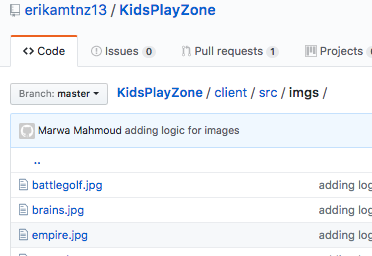 erikamtnz13 / KidsPlayZone
Code Issues 0 Pull requests 1 Projects
Branch: master KidsPlayZone / client / src / imgs /
Marwa Mahmoud adding logic for images
..
battlegolf.jpg adding log
brains.jpg adding log
empire.jpg adding log